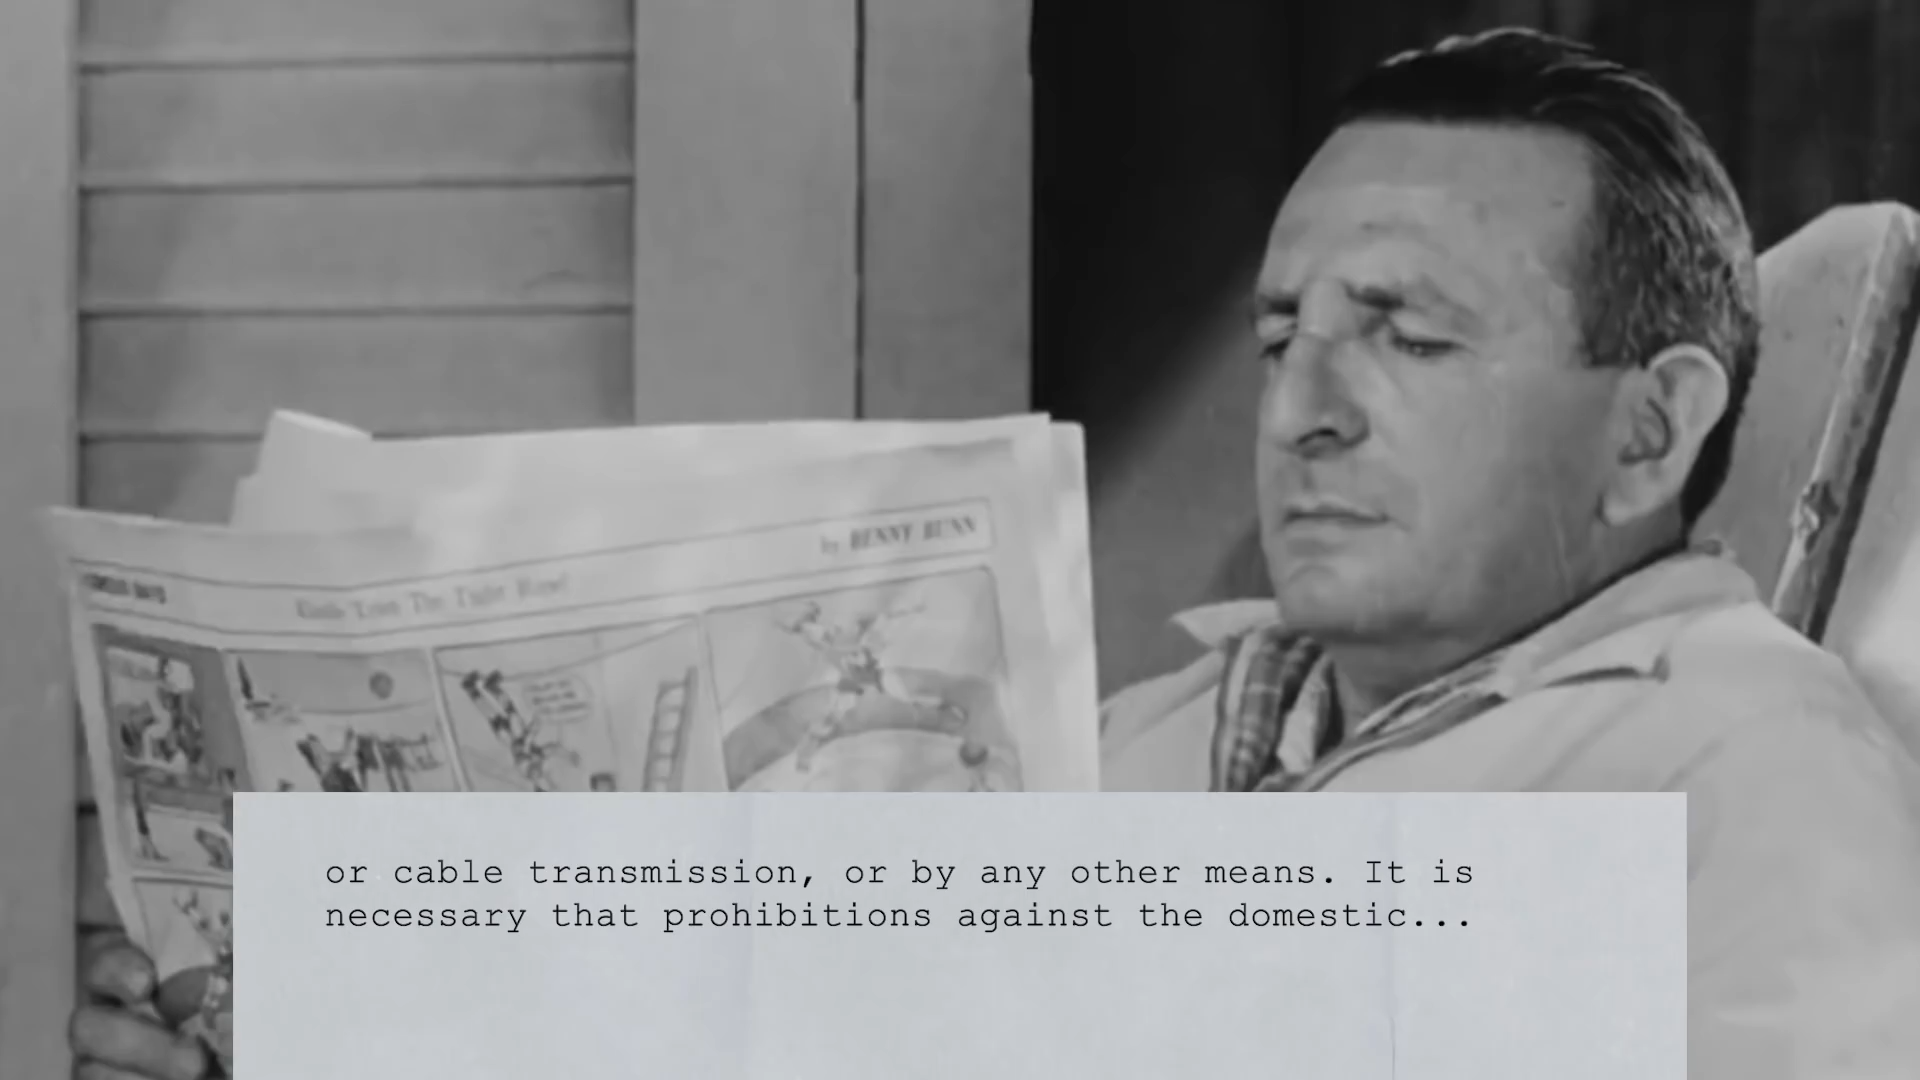 by BENNY BUNN
or cable transmission, or by any other means. It is
necessary that prohibitions against the domestic...